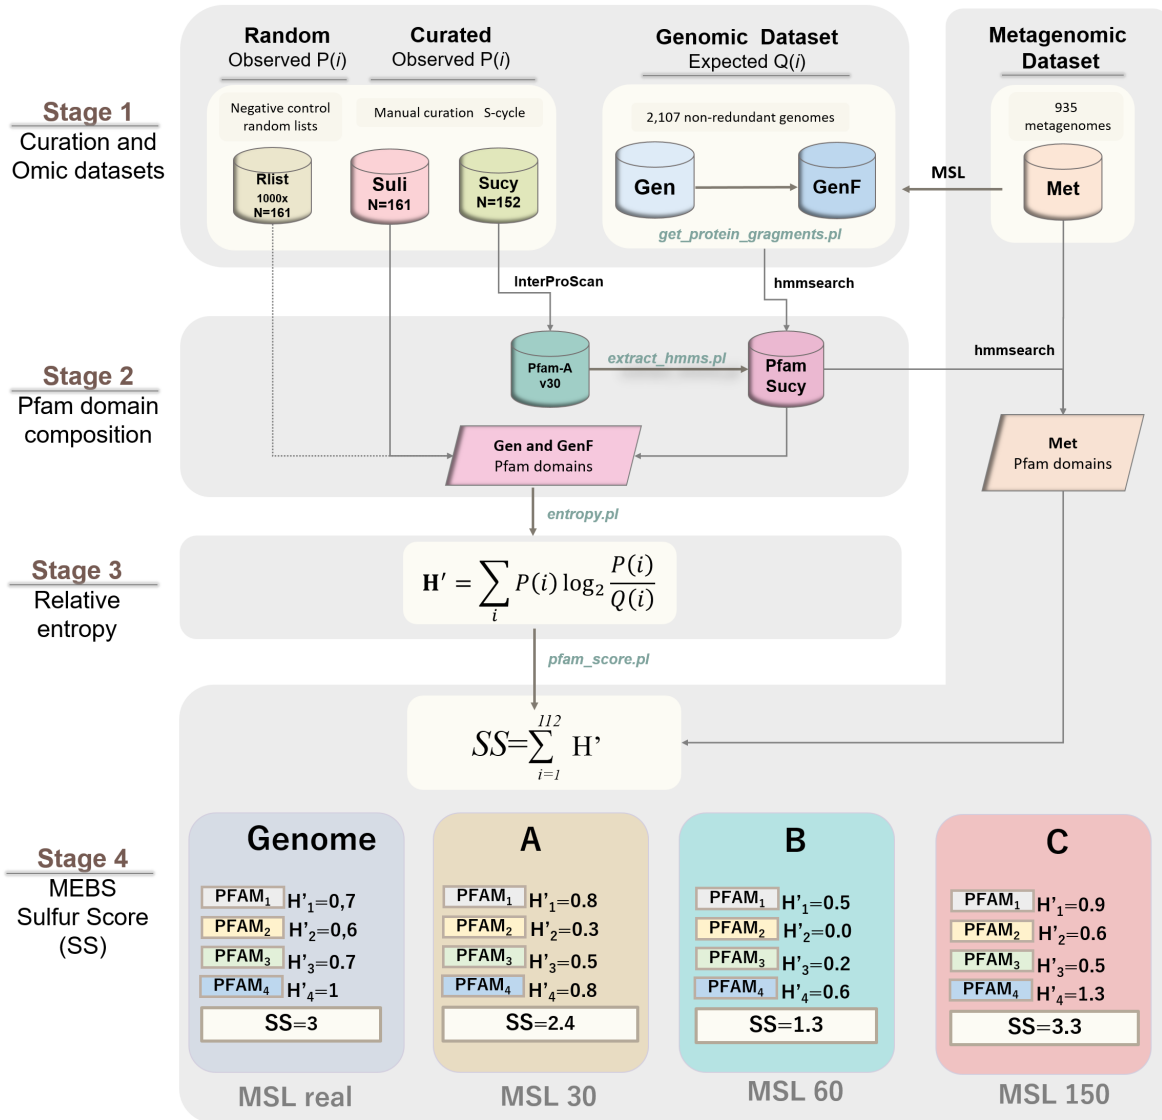 Random
Observed P(i)
Curated
Observed P(i)
Genomic Dataset
Expected Q(i)
Metagenomic
Dataset
Stage 1
Curation and
Omic datasets
Negative control
random lists
Manual curation S-cycle
2,107 non-redundant genomes
935
metagenomes
Rlist
1000x
N=161
Suli
N=161
Sucy
N=152
Gen
GenF
MSL
Met
get_protein_gragments.pl
InterProScan
hmmsearch
Stage 2
Pfam domain
composition
Pfam-A
v30
extract_hmms.pl
Pfam
Sucy
hmmsearch
Gen and GenF
Pfam domains
Met
Pfam domains
entropy.pl
Stage 3
Relative
entropy
H′ = ∑ i P(i) log₂ P(i) / Q(i)
pfam_score.pl
SS=∑ 112 i=1 H’
Stage 4
MEBS
Sulfur Score
(SS)
Genome
PFAM₁ H’₁=0,7
PFAM₂ H’₂=0,6
PFAM₃ H’₃=0.7
PFAM₄ H’₄=1
SS=3
MSL real
A
PFAM₁ H’₁=0.8
PFAM₂ H’₂=0.3
PFAM₃ H’₃=0.5
PFAM₄ H’₄=0.8
SS=2.4
MSL 30
B
PFAM₁ H’₁=0.5
PFAM₂ H’₂=0.0
PFAM₃ H’₃=0.2
PFAM₄ H’₄=0.6
SS=1.3
MSL 60
C
PFAM₁ H’₁=0.9
PFAM₂ H’₂=0.6
PFAM₃ H’₃=0.5
PFAM₄ H’₄=1.3
SS=3.3
MSL 150